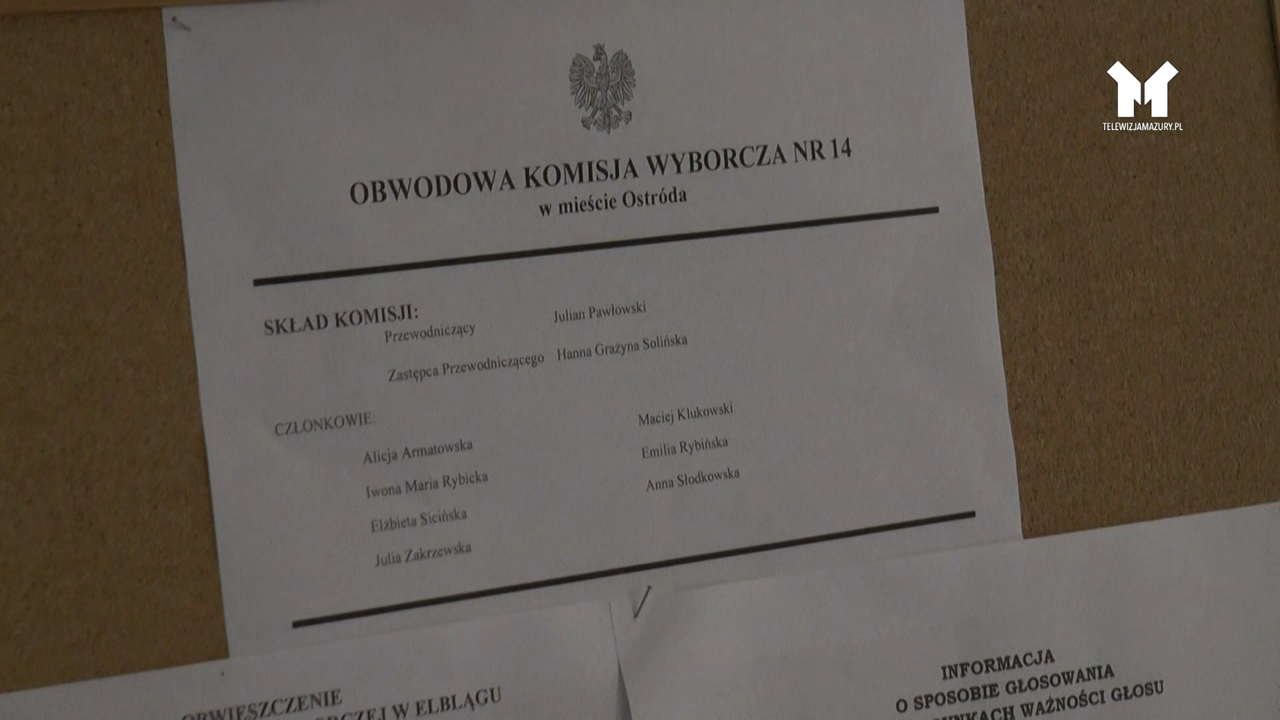 TELEWIZJAMAZURY.PL
OBWODOWA KOMISJA WYBORCZA NR 14
w mieście Ostróda
SKŁAD KOMISJI:
Przewodniczący Julian Pawłowski
Zastępca Przewodniczącego Hanna Grażyna Solińska
CZŁONKOWIE:
Alicja Armatowska
Iwona Maria Rybicka
Elżbieta Sicińska
Julia Zakrzewska
Maciej Klukowski
Emilia Rybińska
Anna Słodkowska
OBWIESZCZENIE
W ELBLĄGU
INFORMACJA
O SPOSOBIE GŁOSOWANIA
WAŻNOŚCI GŁOSU